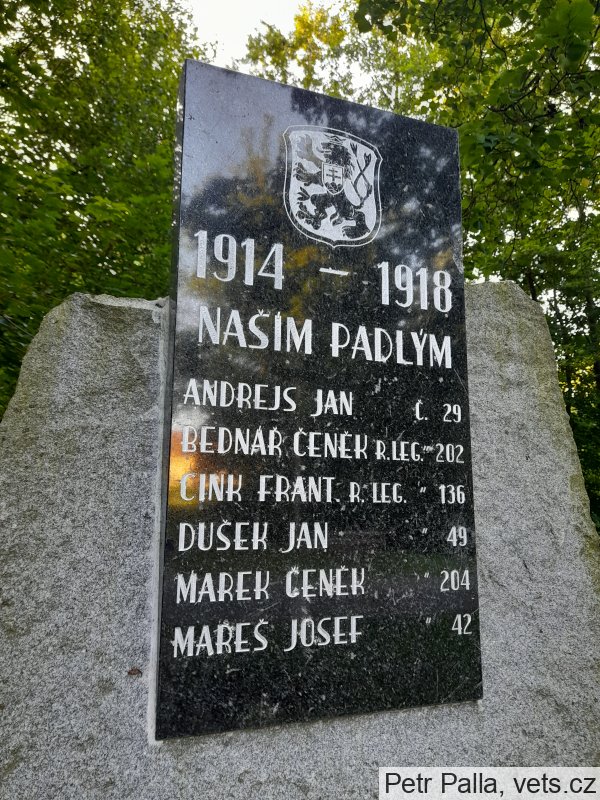 1914 – 1918
NAŠIM PADLÝM
ANDREJS JAN Č. 29
BEDNÁŘ ČENĚK R. LEG. " 202
CINK FRANT. R. LEG. " 136
DUŠEK JAN " 49
MAREK ČENĚK " 204
MAREŠ JOSEF " 42
Petr Palla, vets.cz